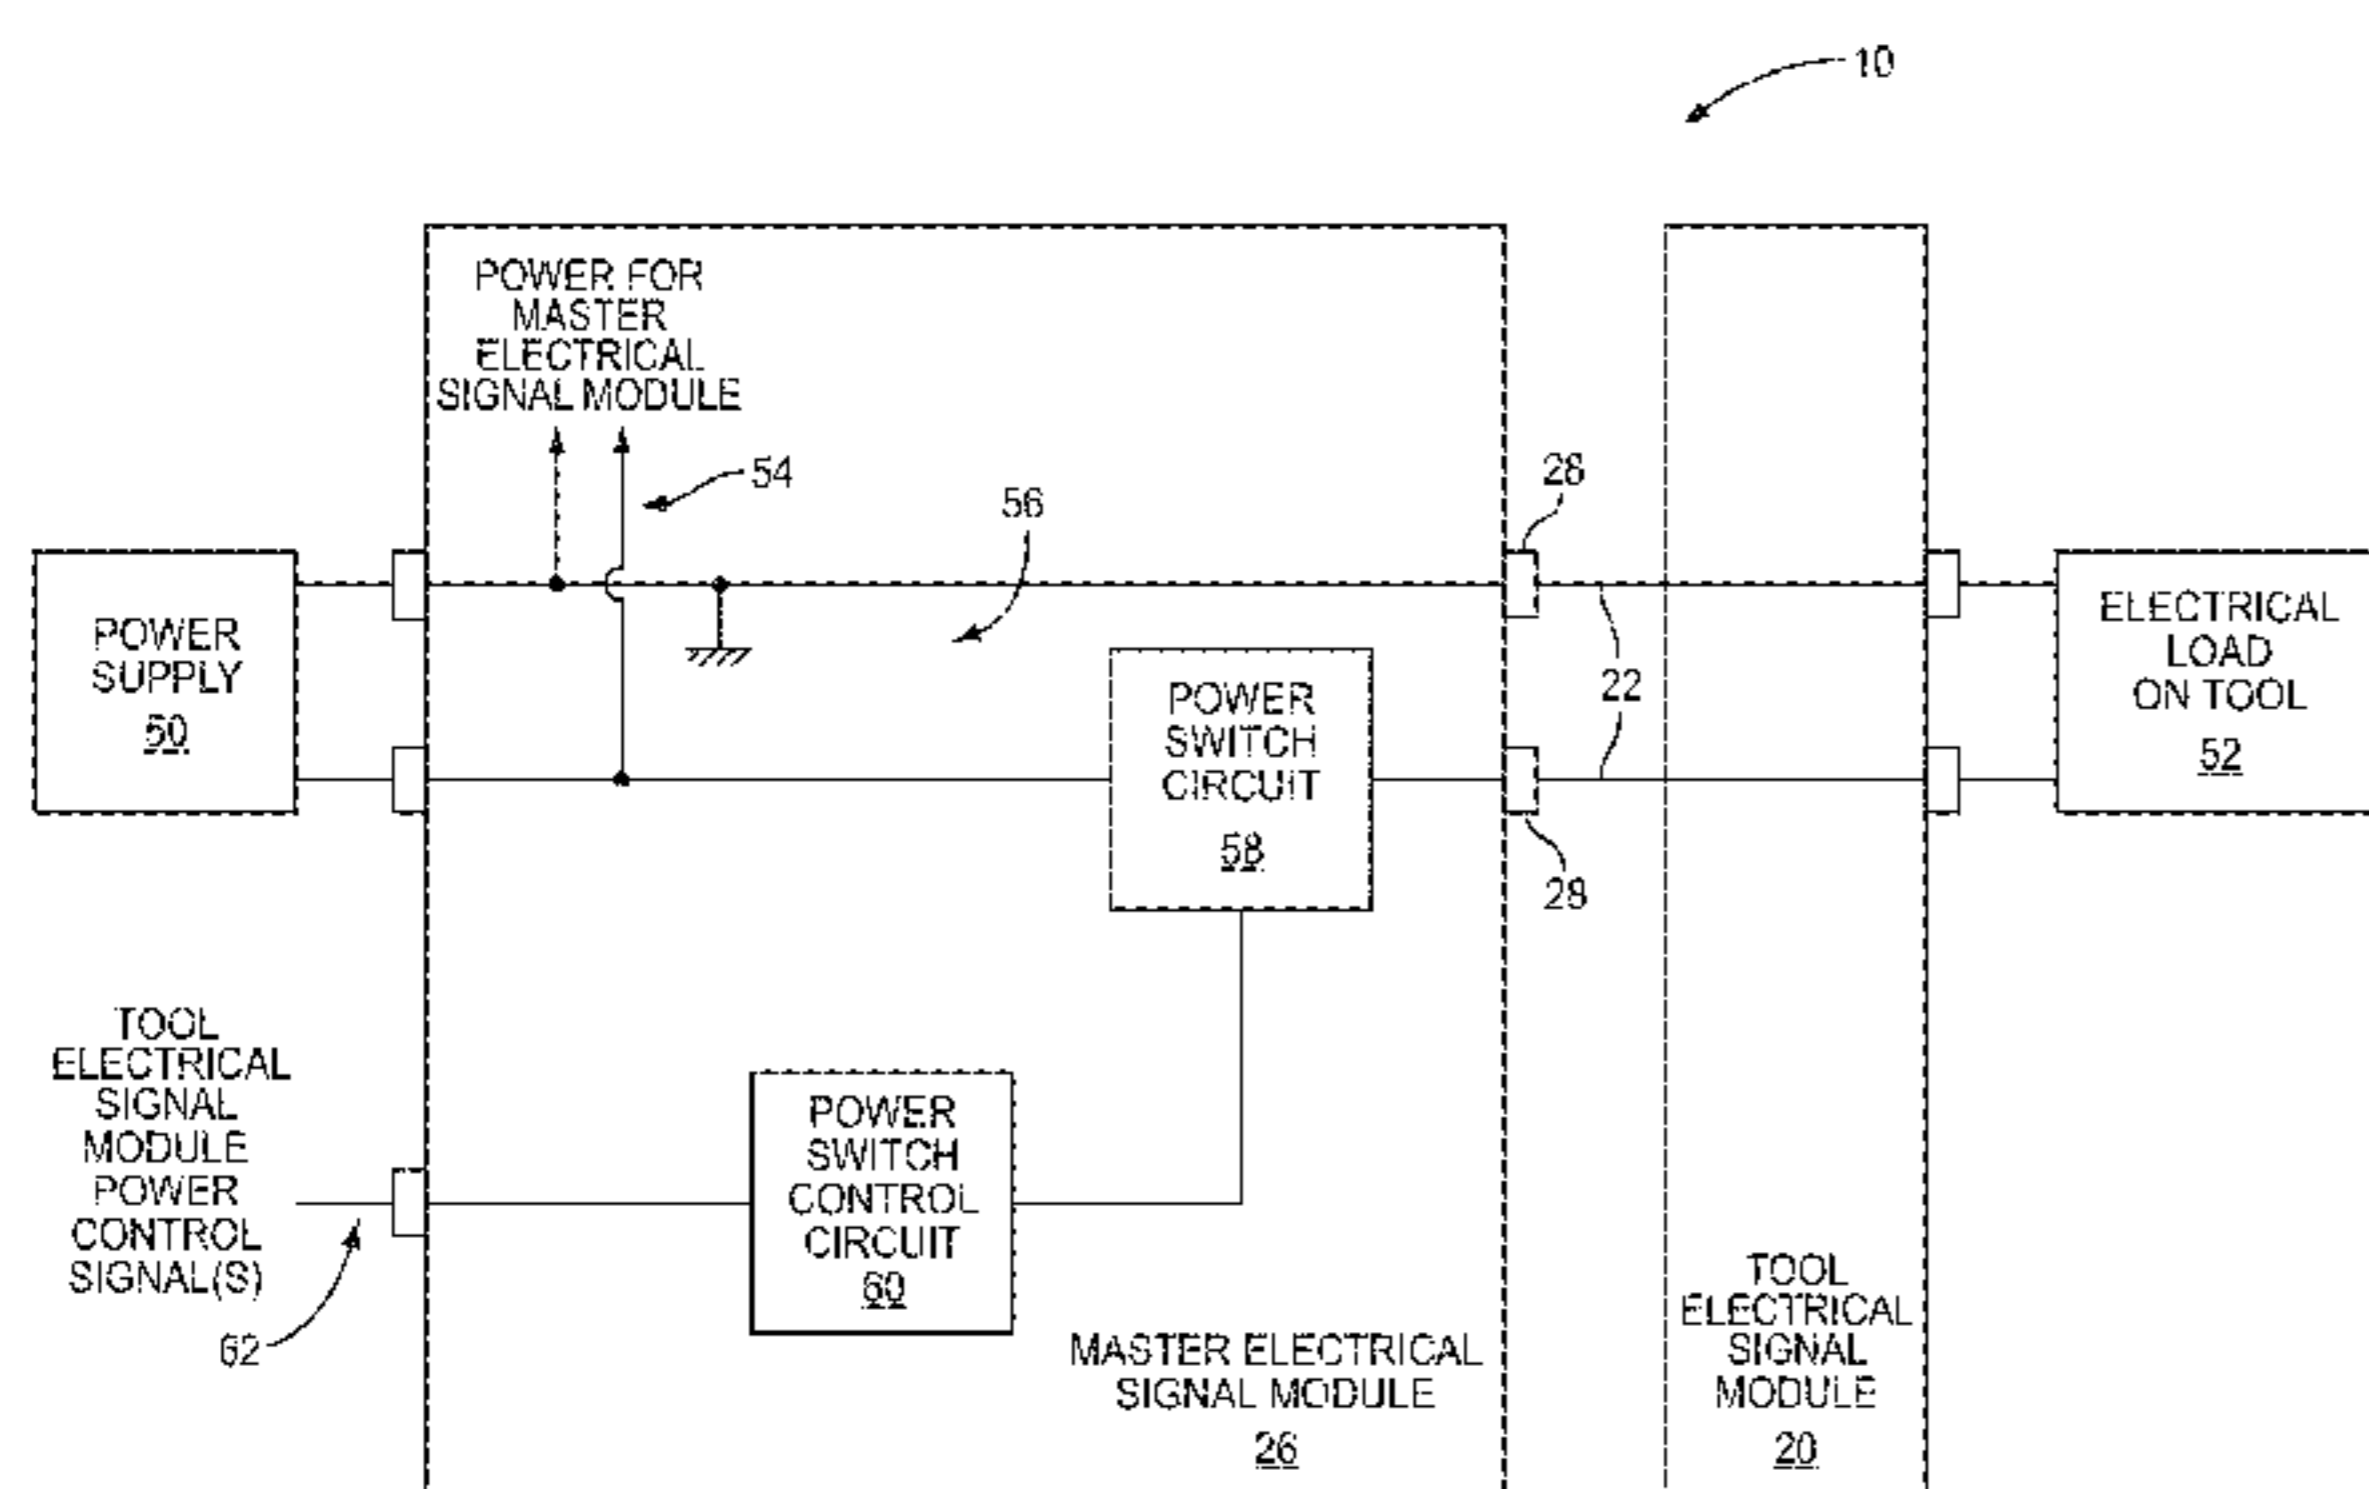 10
POWER FOR
MASTER
ELECTRICAL
SIGNAL MODULE
54
56
28
POWER
SUPPLY
50
POWER
SWITCH
CIRCUIT
58
22
ELECTRICAL
LOAD
ON TOOL
52
28
TOOL
ELECTRICAL
SIGNAL
MODULE
POWER
CONTROL
SIGNAL(S)
62
POWER
SWITCH
CONTROL
CIRCUIT
60
MASTER ELECTRICAL
SIGNAL MODULE
26
TOOL
ELECTRICAL
SIGNAL
MODULE
20